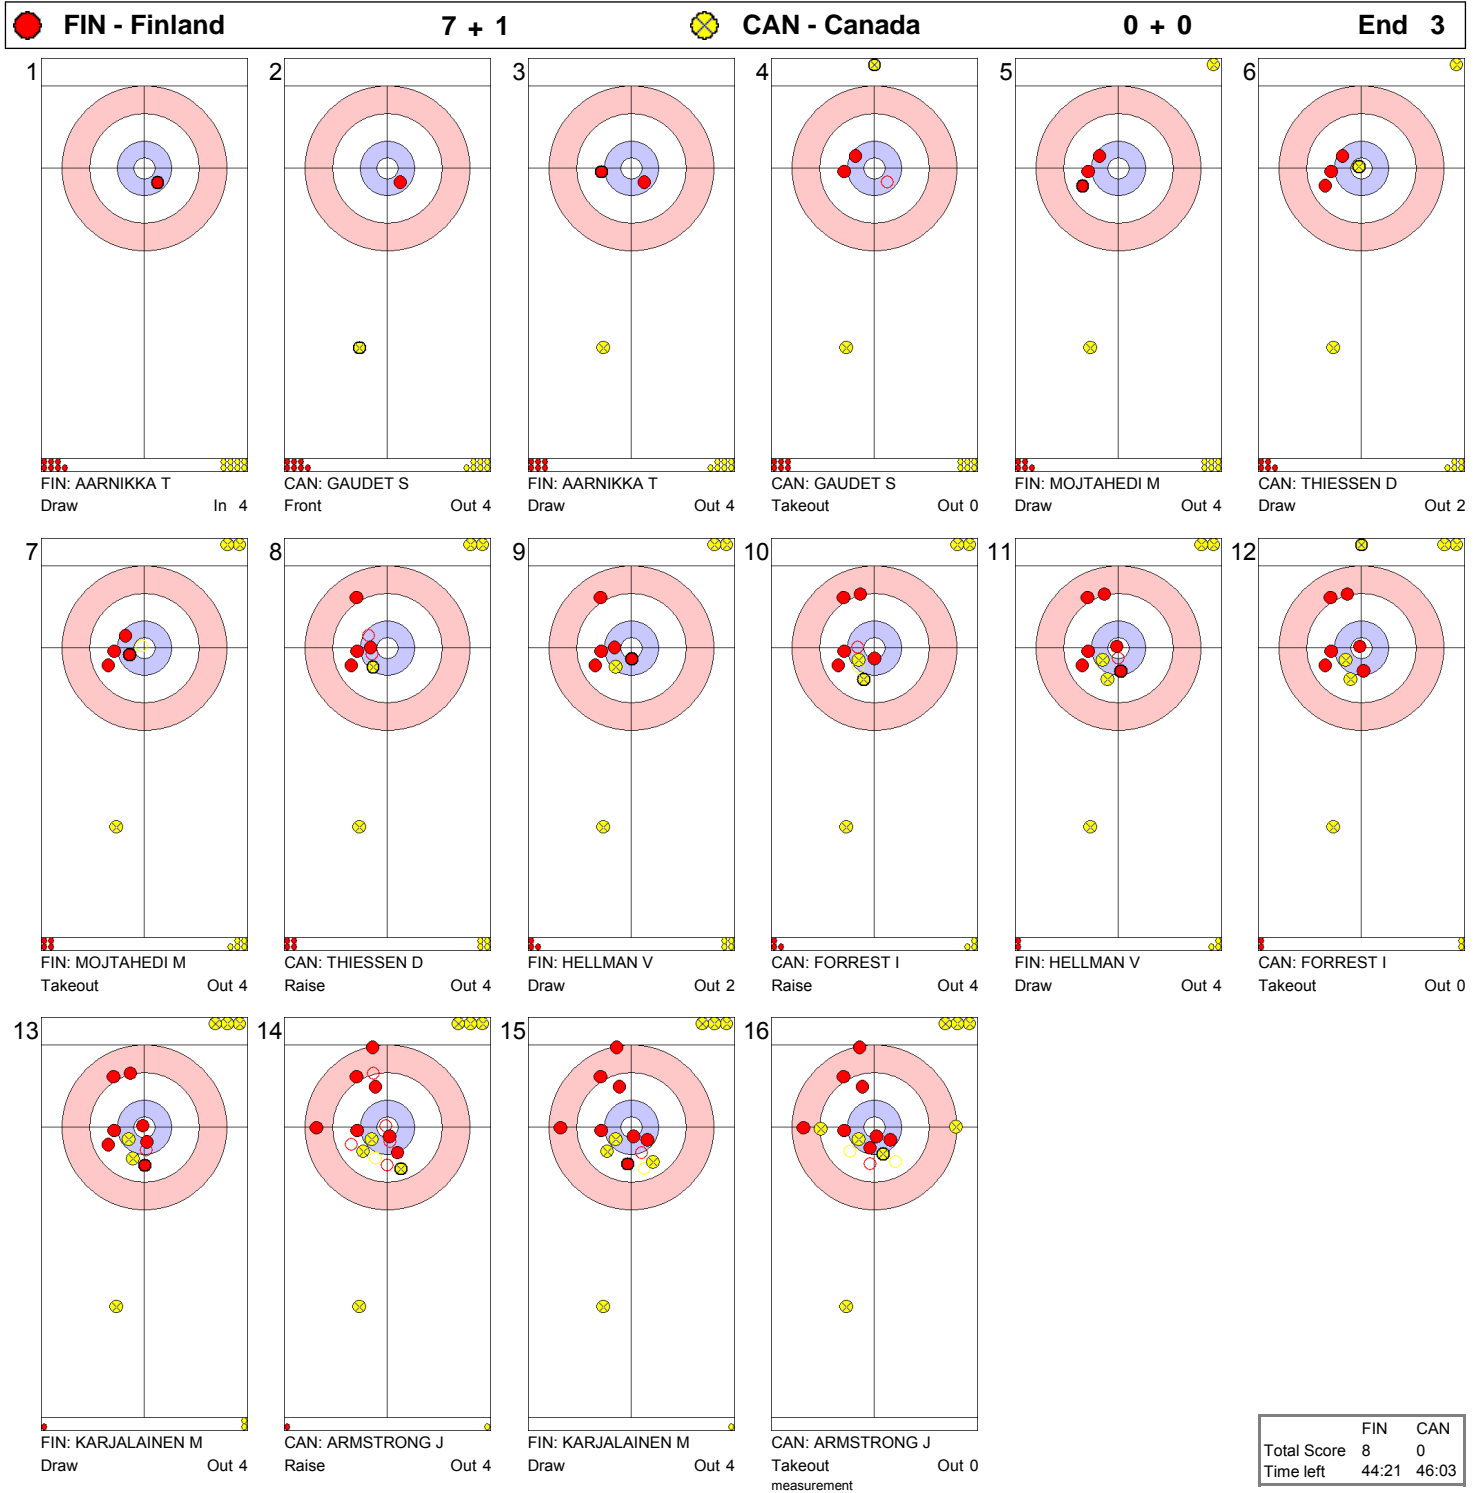 FIN - Finland 7 + 1 CAN - Canada 0 + 0 End 3
1 2 3 4 5 6
FIN: AARNIKKA T CAN: GAUDET S FIN: AARNIKKA T CAN: GAUDET S FIN: MOJTAHEDI M CAN: THIESSEN D
Draw In 4 Front Out 4 Draw Out 4 Takeout Out 0 Draw Out 4 Draw Out 2
7 8 9 10 11 12
FIN: MOJTAHEDI M CAN: THIESSEN D FIN: HELLMAN V CAN: FORREST I FIN: HELLMAN V CAN: FORREST I
Takeout Out 4 Raise Out 4 Draw Out 2 Raise Out 4 Draw Out 4 Takeout Out 0
13 14 15 16
FIN: KARJALAINEN M CAN: ARMSTRONG J FIN: KARJALAINEN M CAN: ARMSTRONG J
Draw Out 4 Raise Out 4 Draw Out 4 Takeout Out 0
measurement
FIN CAN
Total Score 8 0
Time left 44:21 46:03